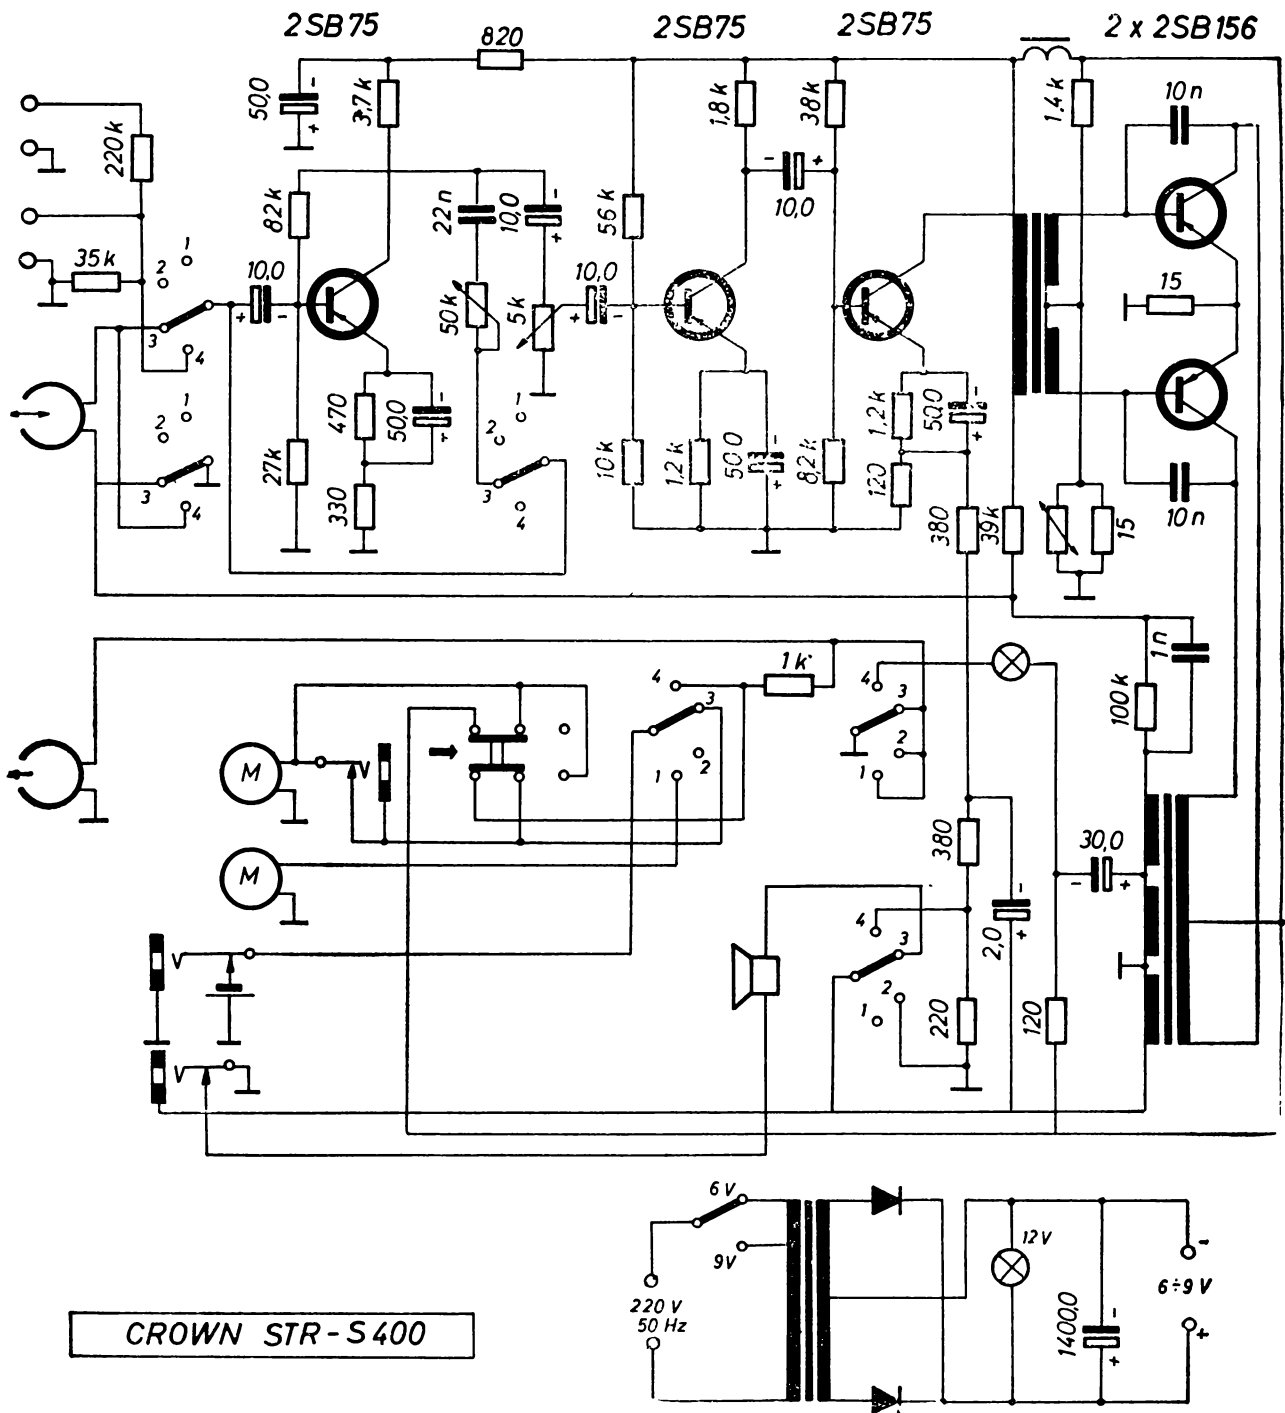 2SB75
820
2SB75
2SB75
2 x 2SB156
50,0
-
+
3,7k
1,8k
38k
1,4k
10n
220k
82k
22n
10,0
-
+
56k
-
+
10,0
35k
2
1
10,0
+
-
50k
5k
10,0
+
-
15
3
4
1
2
3
4
27k
470
330
50,0
-
+
1
2
3
4
10k
1,2k
50,0
-
+
8,2k
1,2k
120
50,0
-
+
380
39k
15
10n
1k
4
3
2
1
4
3
2
1
1n
100k
M
V
M
380
30,0
-
+
2,0
-
+
4
3
2
1
220
120
V
V
6V
9V
220 V
50 Hz
12V
1400,0
-
+
-
6÷9 V
+
CROWN STR-S400